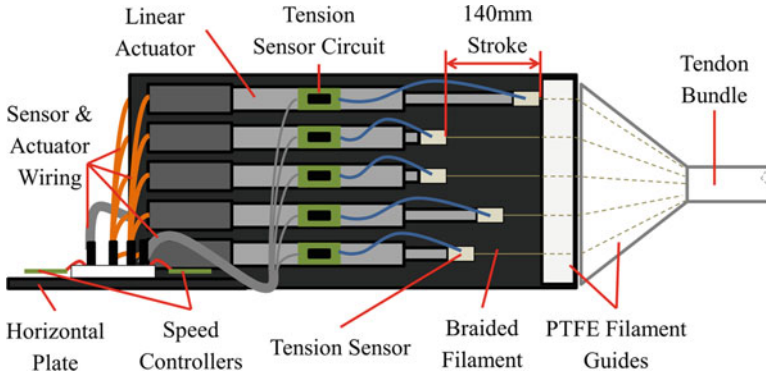 Linear
Actuator
Tension
Sensor Circuit
140mm
Stroke
Tendon
Bundle
Sensor &
Actuator
Wiring
Horizontal
Plate
Speed
Controllers
Tension Sensor
Braided
Filament
PTFE Filament
Guides